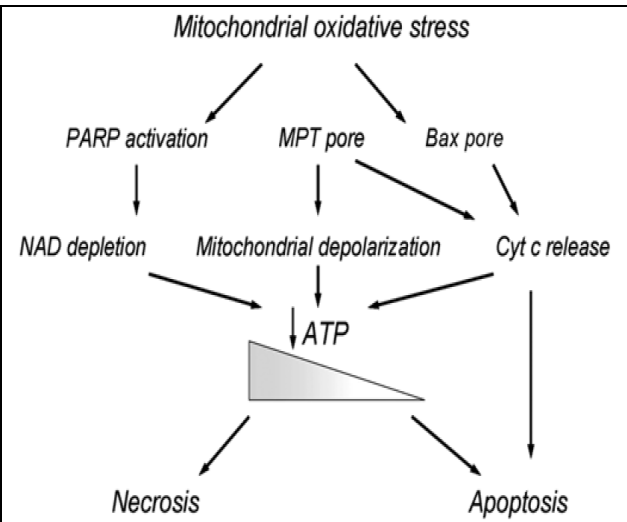 Mitochondrial oxidative stress
PARP activation
MPT pore
Bax pore
NAD depletion
Mitochondrial depolarization
Cyt c release
↓ATP
Necrosis
Apoptosis